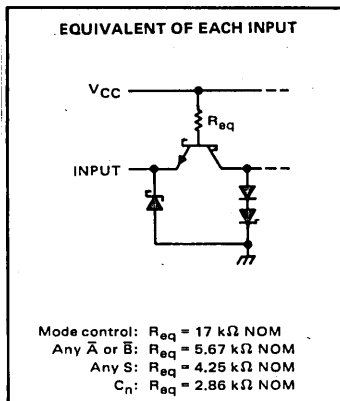 EQUIVALENT OF EACH INPUT
VCC
Req
INPUT
Mode control: Req = 17 kΩ NOM
Any A̅ or B̅: Req = 5.67 kΩ NOM
Any S: Req = 4.25 kΩ NOM
Cn: Req = 2.86 kΩ NOM